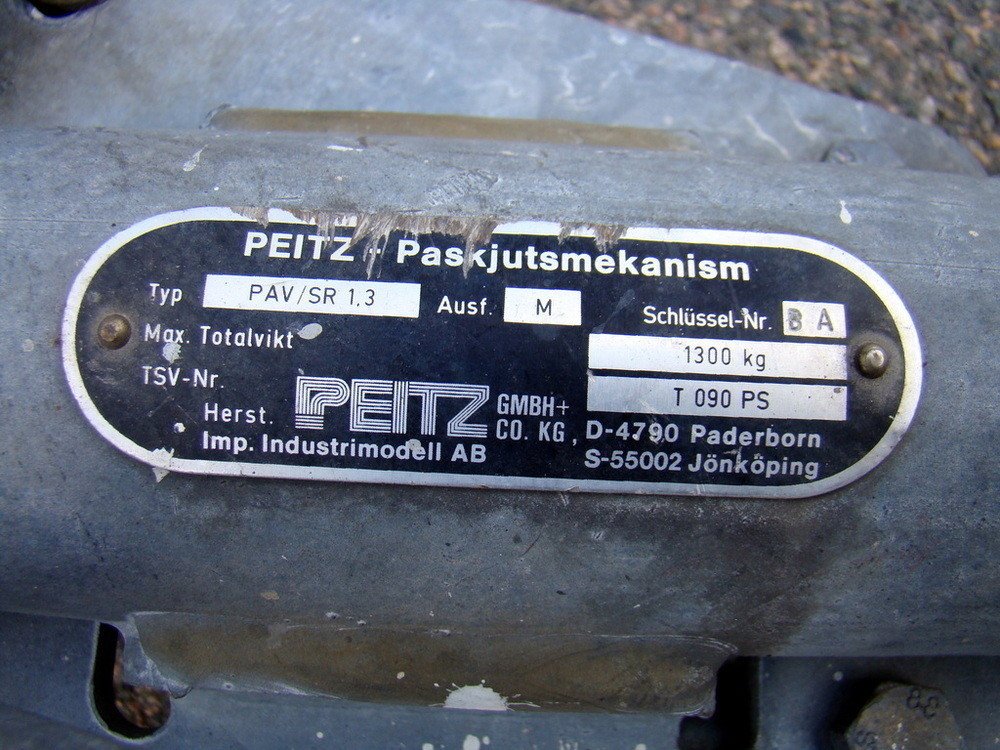 PEITZ - Paskjutsmekanism
Typ PAV/SR 1.3 Ausf. M Schlüssel-Nr. B A
Max. Totalvikt 1300 kg
TSV-Nr. T 090 PS
Herst. PEITZ GMBH+ CO. KG, D-4790 Paderborn
Imp. Industrimodell AB S-55002 Jönköping